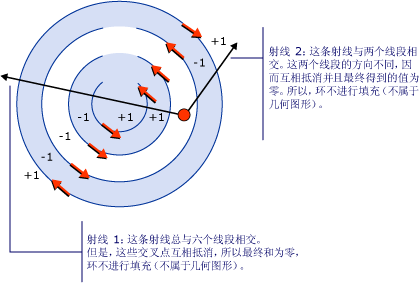 +1
-1
射线 2：这条射线与两个线段相
交。这两个线段的方向不同，因
而互相抵消并且最终得到的值为
零。所以，环不进行填充（不属于
几何图形）。
-1
+1
+1
-1
-1
+1
射线 1：这条射线总与六个线段相交。
但是，这些交叉点互相抵消，所以最终和为零，
环不进行填充（不属于几何图形）。